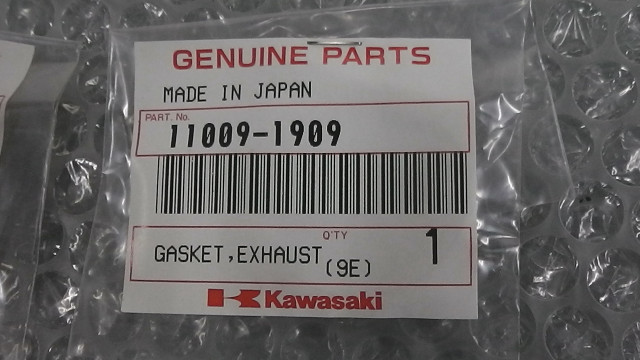 GENUINE PARTS
MADE IN JAPAN
PART. No.
11009-1909
Q'TY
GASKET,EXHAUST 1
(9E)
Kawasaki